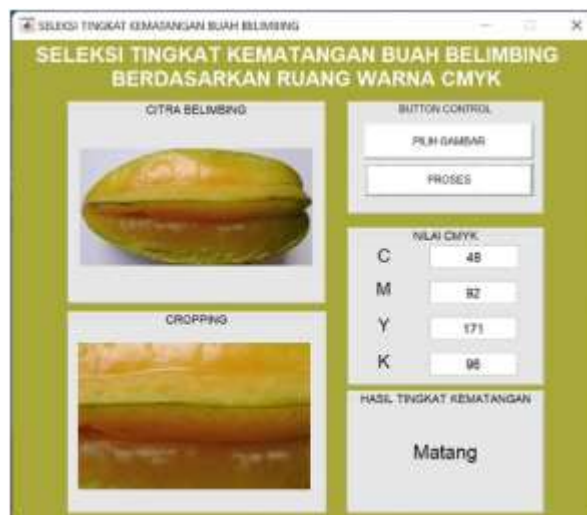 SELEKSI TINGKAT KEMATANGAN BUAH BELIMBING
SELEKSI TINGKAT KEMATANGAN BUAH BELIMBING
BERDASARKAN RUANG WARNA CMYK
CITRA BELIMBING
BUTTON CONTROL
PILIH GAMBAR
PROSES
NILAI CMYK
C 48
M 92
Y 171
K 96
CROPPING
HASIL TINGKAT KEMATANGAN
Matang